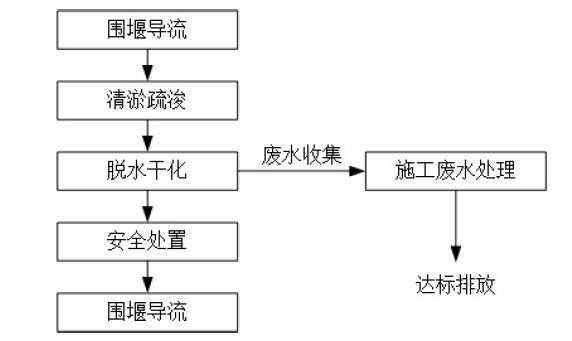 围堰导流
清淤疏浚
脱水干化
废水收集
施工废水处理
安全处置
达标排放
围堰导流